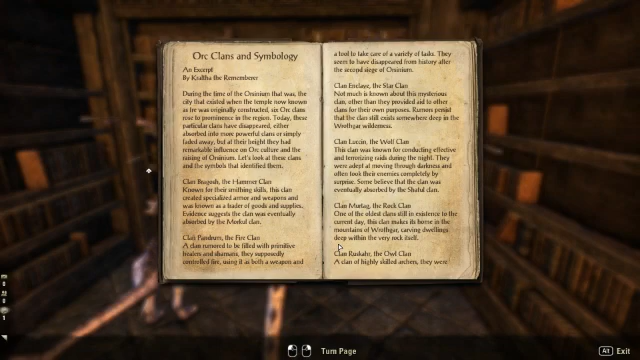 Orc Clans and Symbology
An Excerpt
By Kraltha the Rememberer
During the time of the Orsinium that was, the
city that existed when the temple now known
as Ire was originally constructed, six Orc clans
rose to prominence in the region. Today, these
particular clans have disappeared, either
absorbed into more powerful clans or simply
faded away, but at their height they had
remarkable influence on Orc culture and the
raising of Orsinium. Let's look at these clans
and the symbols that identified them.
Clan Bragosh, the Hammer Clan
Known for their smithing skills, this clan
created specialized armor and weapons and
was known as a trader of goods and supplies.
Evidence suggests the clan was eventually
absorbed by the Morkul clan.
Clan Pandrom, the Fire Clan
A clan rumored to be filled with primitive
healers and shamans, they supposedly
controlled fire, using it as both a weapon and
a tool to take care of a variety of tasks. They
seem to have disappeared from history after
the second siege of Orsinium.
Clan Enclaye, the Star Clan
Not much is known about this mysterious
clan, other than they provided aid to other
clans for their own purposes. Rumors persist
that the clan still exists somewhere deep in the
Wrothgar wilderness.
Clan Luccin, the Wolf Clan
This clan was known for conducting effective
and terrorizing raids during the night. They
were adept at moving through darkness and
often took their enemies completely by
surprise. Some believe that the clan was
eventually absorbed by the Shatul clan.
Clan Murtag, the Rock Clan
One of the oldest clans still in existence to the
current day, this clan makes its home in the
mountains of Wrothgar, carving dwellings
deep within the very rock itself.
Clan Ruskahr, the Owl Clan
A clan of highly skilled archers, they were
Turn Page
Alt Exit